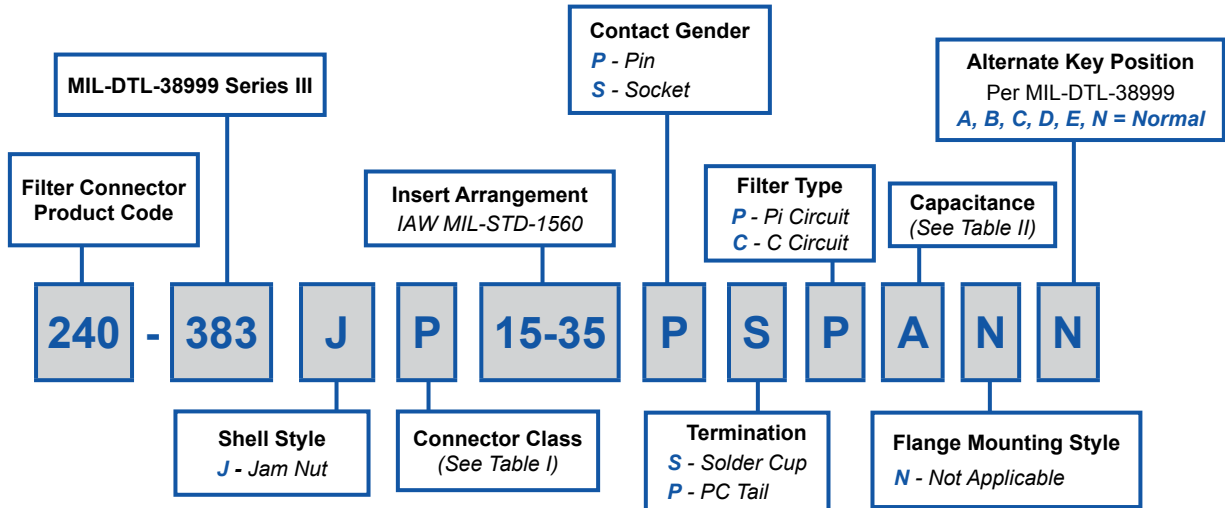 Contact Gender
P - Pin
S - Socket
MIL-DTL-38999 Series III
Alternate Key Position
Per MIL-DTL-38999
A, B, C, D, E, N = Normal
Filter Connector
Product Code
Insert Arrangement
IAW MIL-STD-1560
Filter Type
P - Pi Circuit
C - C Circuit
Capacitance
(See Table II)
240 - 383 J P 15-35 P S P A N N
Shell Style
J - Jam Nut
Connector Class
(See Table I)
Termination
S - Solder Cup
P - PC Tail
Flange Mounting Style
N - Not Applicable